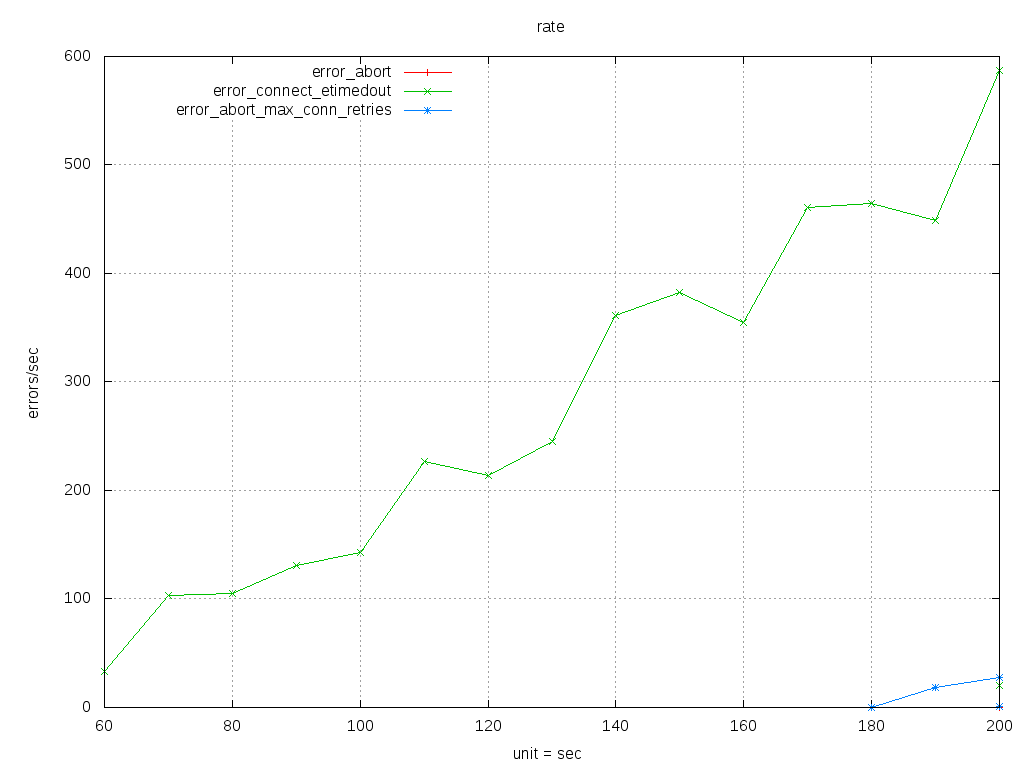 rate
600
500
400
300
200
100
0
errors/sec
error_abort
error_connect_etimedout
error_abort_max_conn_retries
60 80 100 120 140 160 180 200
unit = sec